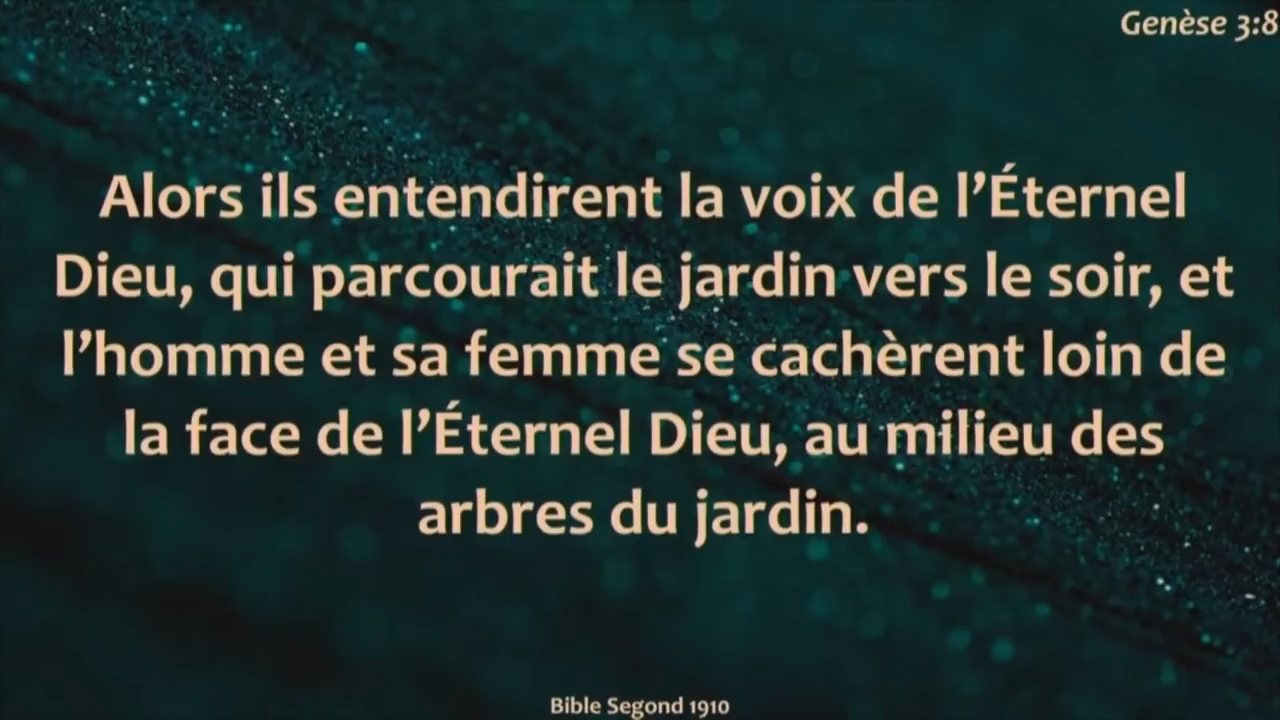 Genèse 3:8
Alors ils entendirent la voix de l’Éternel
Dieu, qui parcourait le jardin vers le soir, et
l’homme et sa femme se cachèrent loin de
la face de l’Éternel Dieu, au milieu des
arbres du jardin.
Bible Segond 1910